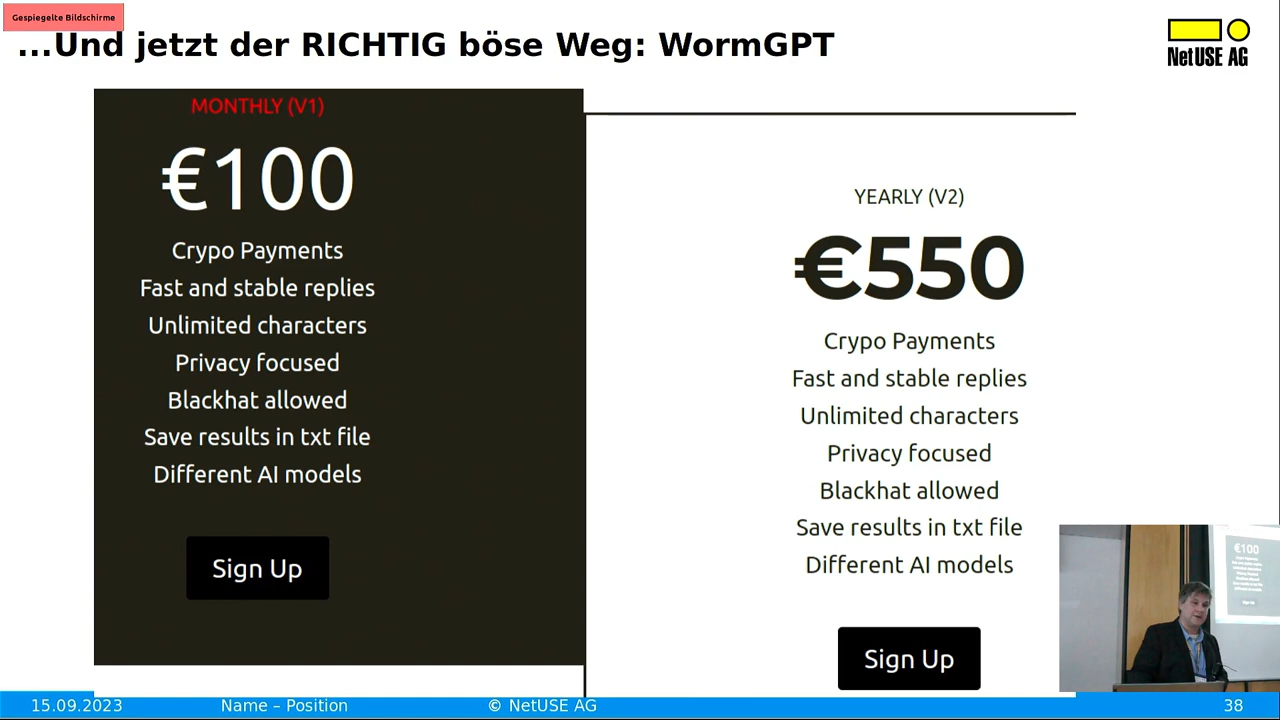 Gespiegelte Bildschirme
...Und jetzt der RICHTIG böse Weg: WormGPT
NetUSE AG
MONTHLY (V1)
€100
Crypo Payments
Fast and stable replies
Unlimited characters
Privacy focused
Blackhat allowed
Save results in txt file
Different AI models
Sign Up
YEARLY (V2)
€550
Crypo Payments
Fast and stable replies
Unlimited characters
Privacy focused
Blackhat allowed
Save results in txt file
Different AI models
Sign Up
€100
15.09.2023
Name – Position
© NetUSE AG
38